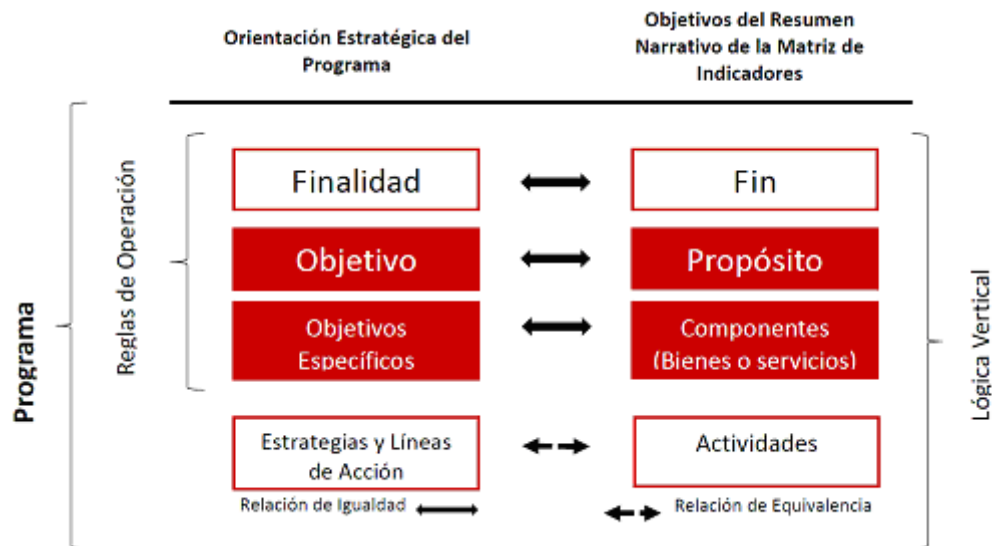 Orientación Estratégica del
Programa
Objetivos del Resumen
Narrativo de la Matriz de
Indicadores
Programa
Reglas de Operación
Finalidad
Fin
Objetivo
Propósito
Objetivos
Específicos
Componentes
(Bienes o servicios)
Estrategias y Líneas
de Acción
Actividades
Relación de Igualdad
Relación de Equivalencia
Lógica Vertical